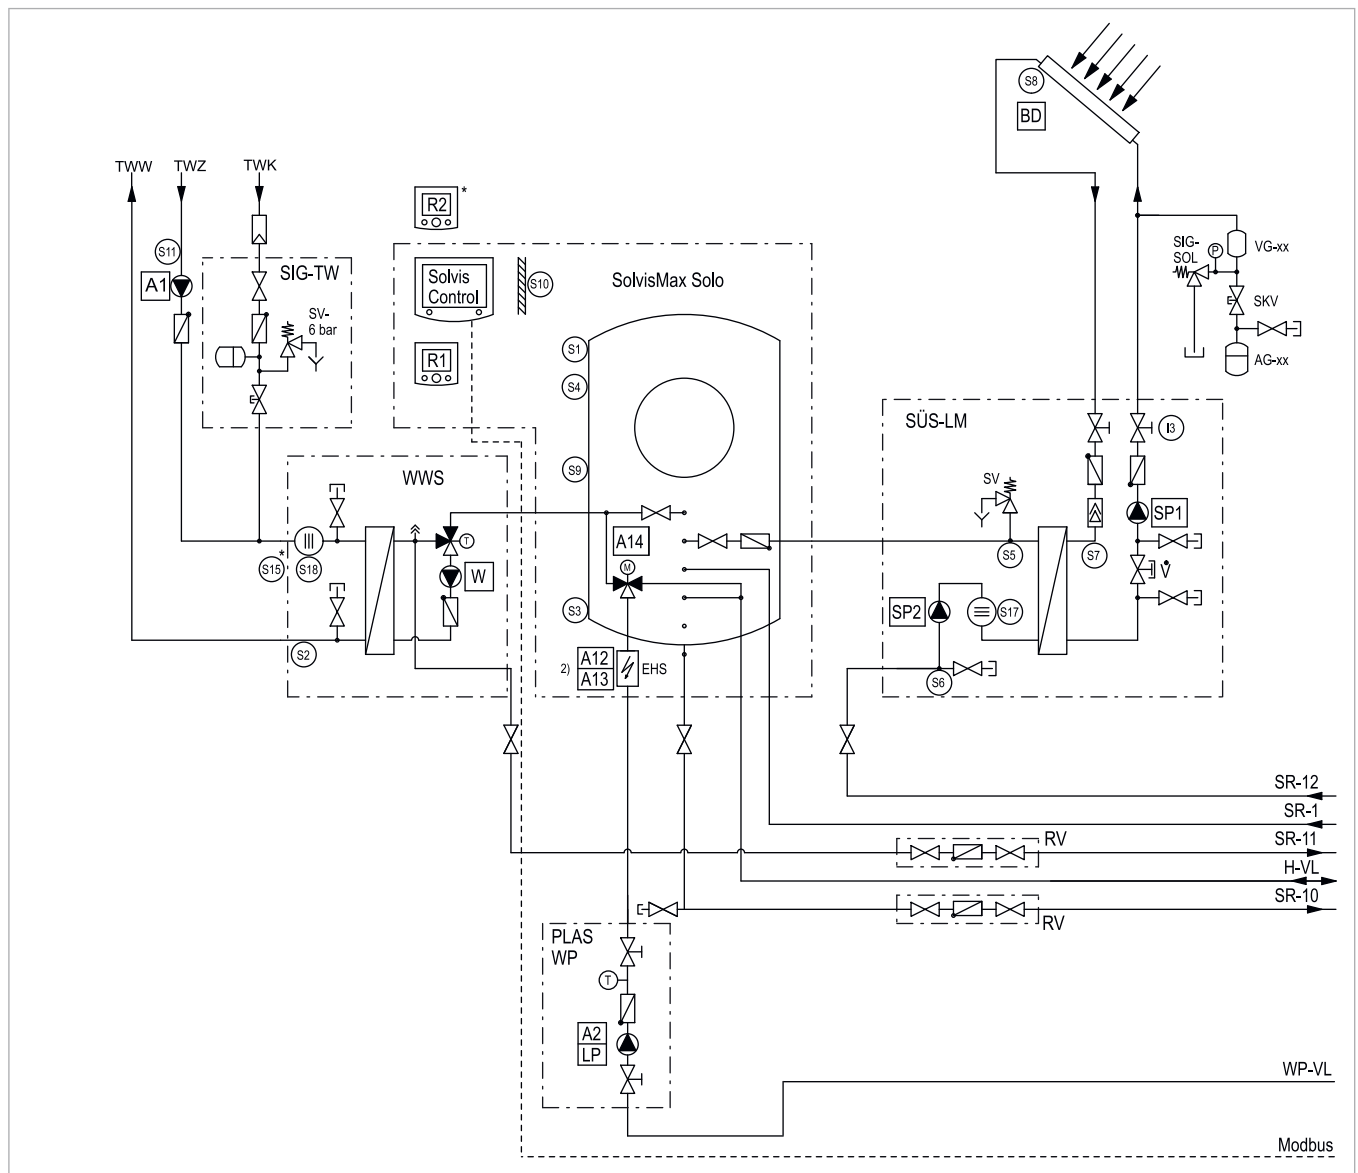 S8
BD
TWW
TWZ
TWK
R2
*
S11
A1
SIG-TW
SV-
6 bar
Solvis
Control
S10
SolvisMax Solo
R1
SIG-
SOL
P
VG-xx
SKV
AG-xx
S1
S4
S9
S3
SÜS-LM
I3
SV
SP1
S5
S7
V̇
SP2
S17
S6
WWS
T
W
*
S15
S18
S2
A14
M
2)
A12
A13
EHS
SR-12
SR-1
RV
SR-11
H-VL
SR-10
RV
PLAS
WP
T
A2
LP
WP-VL
Modbus